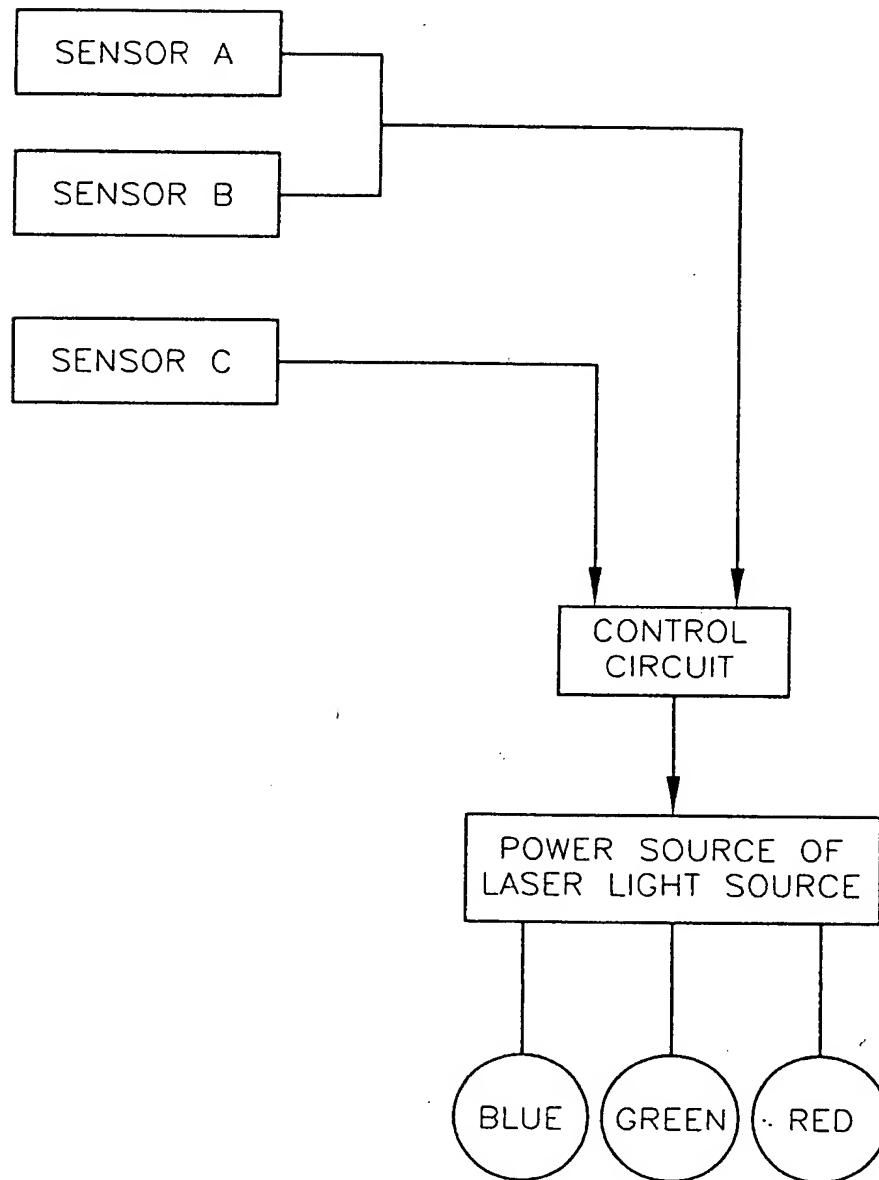 SENSOR A
SENSOR B
SENSOR C
CONTROL
CIRCUIT
POWER SOURCE OF
LASER LIGHT SOURCE
BLUE
GREEN
RED